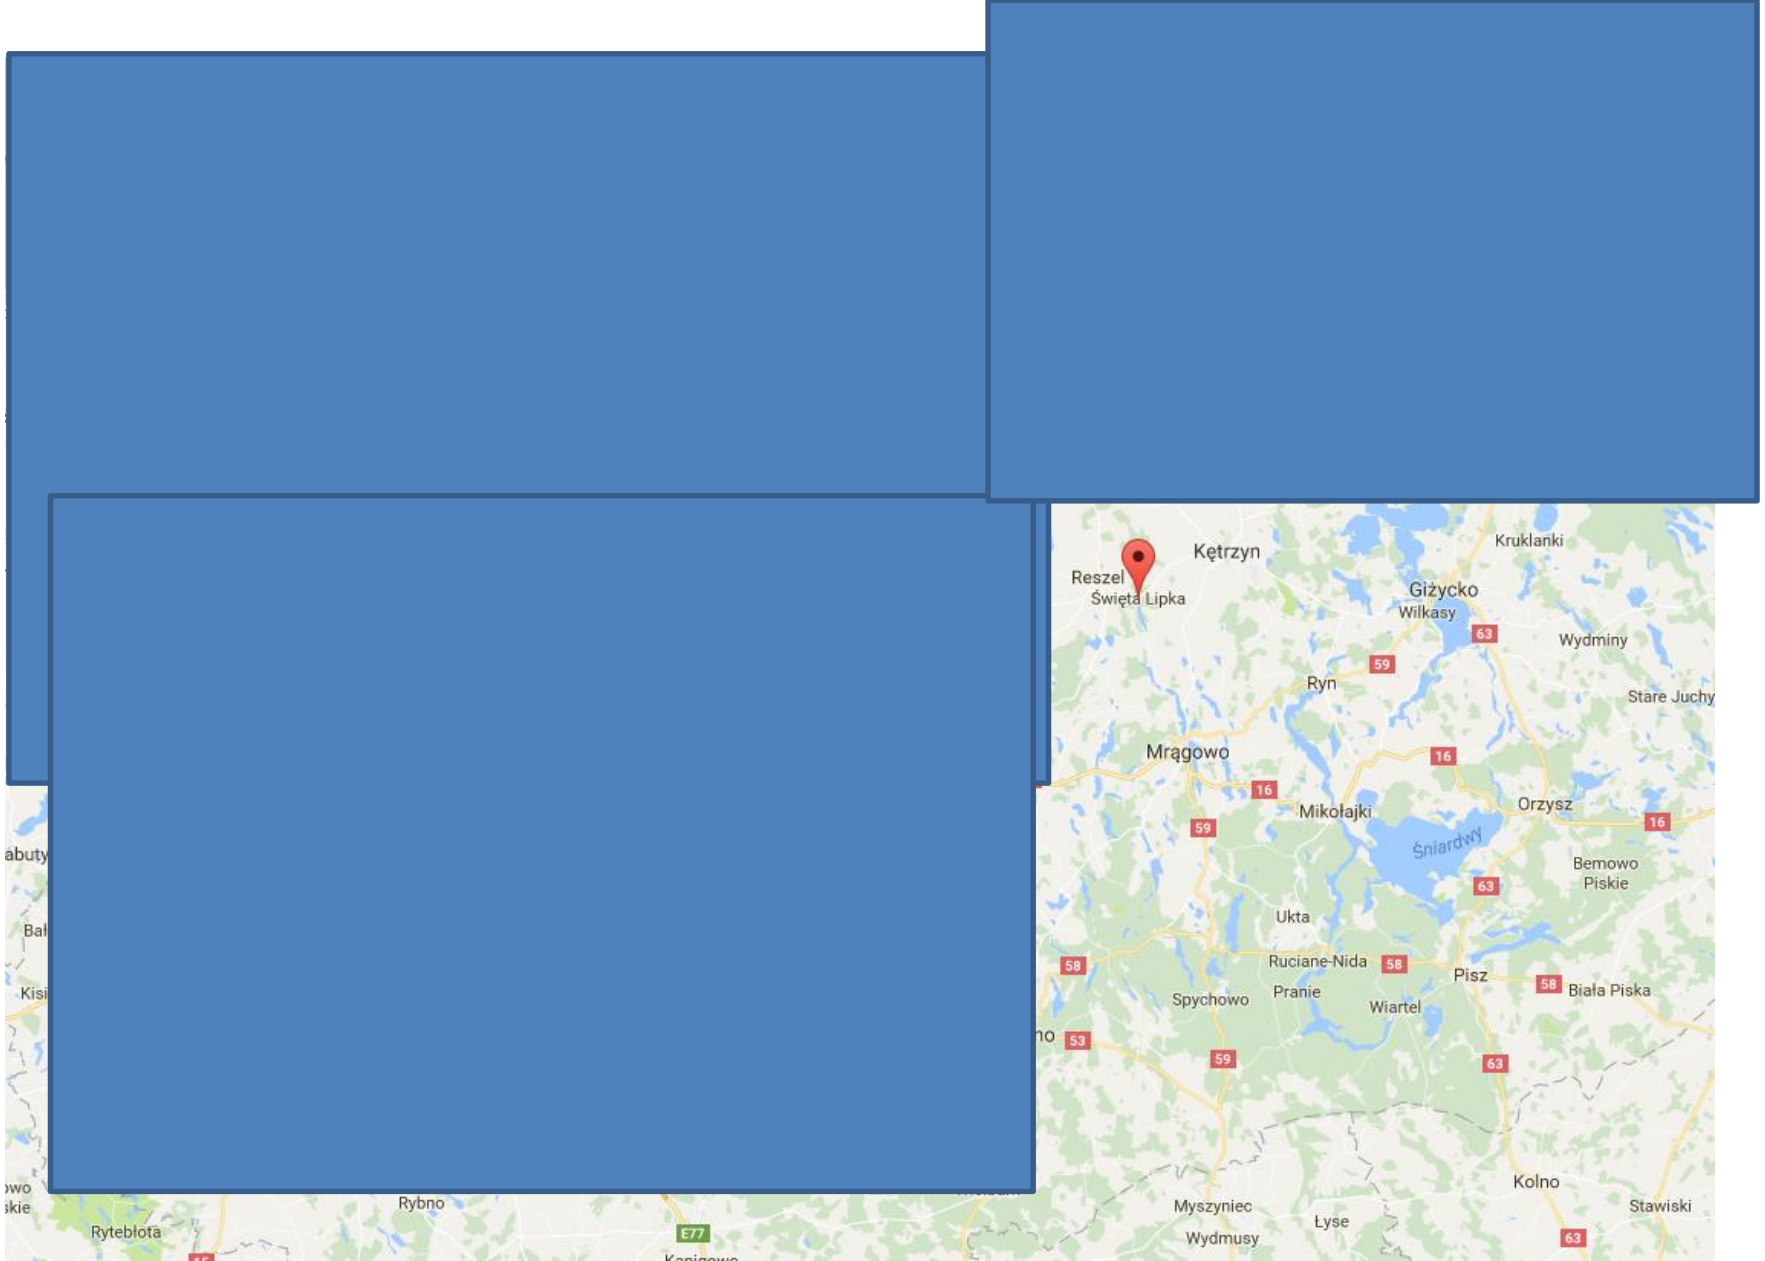 Kruklanki
Kętrzyn
Reszel
Święta Lipka
Giżycko
Wilkasy
63
Wydminy
59
Ryn
Stare Juchy
Mrągowo
16
16
Mikołajki
Orzysz
16
59
Śniardwy
abuty
Bemowo
Piskie
63
Ukta
Bał
58
Ruciane-Nida
58
Pisz
58
Biała Piska
Kisi
Spychowo
Pranie
Wiartel
no
53
59
63
Kolno
owo
skie
Rybno
Myszyniec
Stawiski
Łyse
Rytebłota
E77
Wydmusy
63